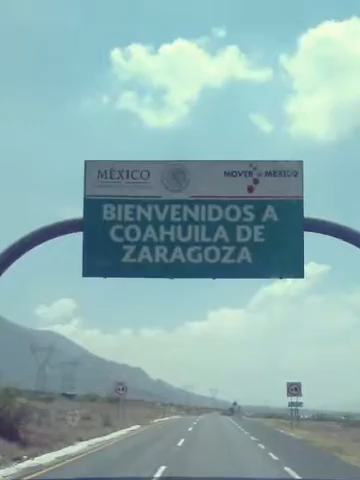 MÉXICO
MOVER A MÉXICO
BIENVENIDOS A
COAHUILA DE
ZARAGOZA